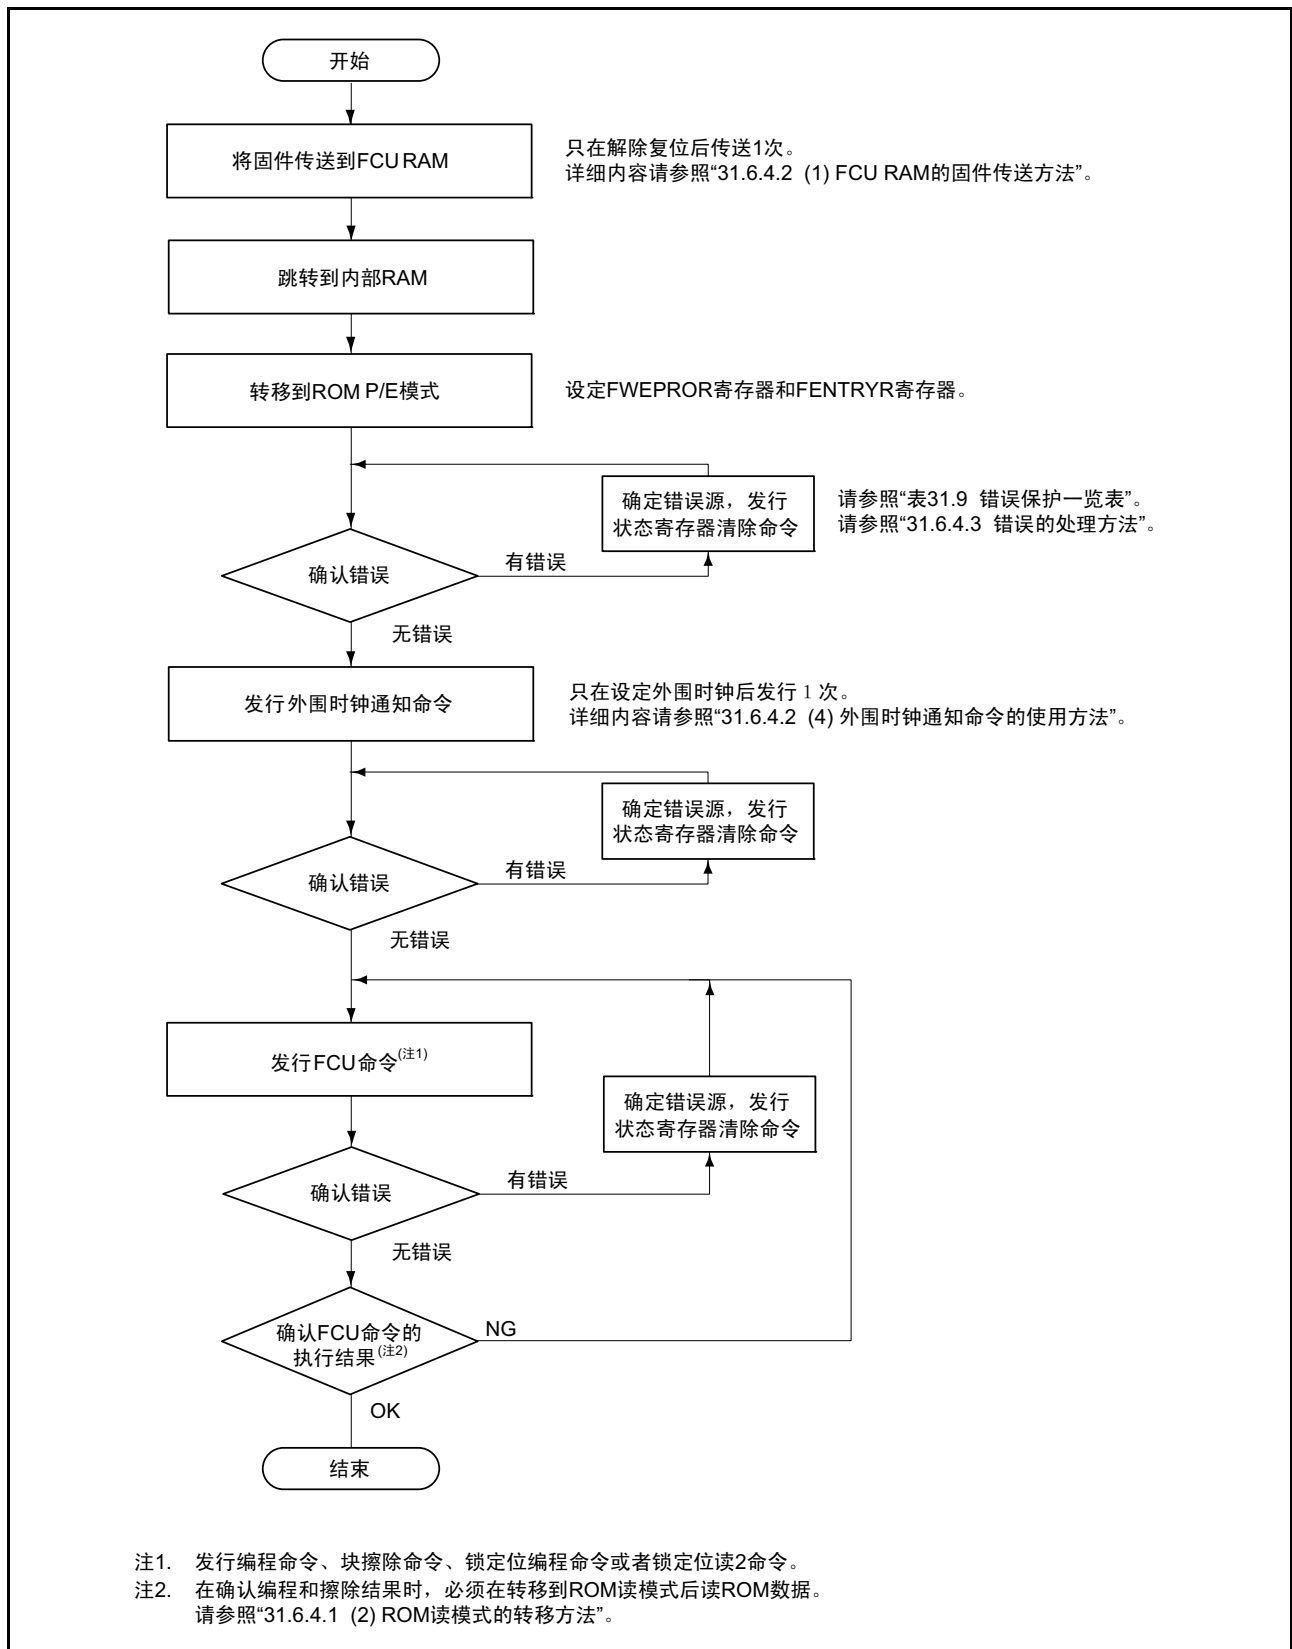 开始
将固件传送到FCU RAM
只在解除复位后传送1次。
详细内容请参照“31.6.4.2 (1) FCU RAM的固件传送方法”。
跳转到内部RAM
转移到ROM P/E模式
设定FWEPROR寄存器和FENTRYR寄存器。
确定错误源，发行
状态寄存器清除命令
请参照“表31.9 错误保护一览表”。
请参照“31.6.4.3 错误的处理方法”。
确认错误
有错误
无错误
发行外围时钟通知命令
只在设定外围时钟后发行 1 次。
详细内容请参照“31.6.4.2 (4) 外围时钟通知命令的使用方法”。
确定错误源，发行
状态寄存器清除命令
确认错误
有错误
无错误
发行FCU命令(注1)
确定错误源，发行
状态寄存器清除命令
确认错误
有错误
无错误
确认FCU命令的
执行结果(注2)
NG
OK
结束
注1. 发行编程命令、块擦除命令、锁定位编程命令或者锁定位读2命令。
注2. 在确认编程和擦除结果时，必须在转移到ROM读模式后读ROM数据。
请参照“31.6.4.1 (2) ROM读模式的转移方法”。